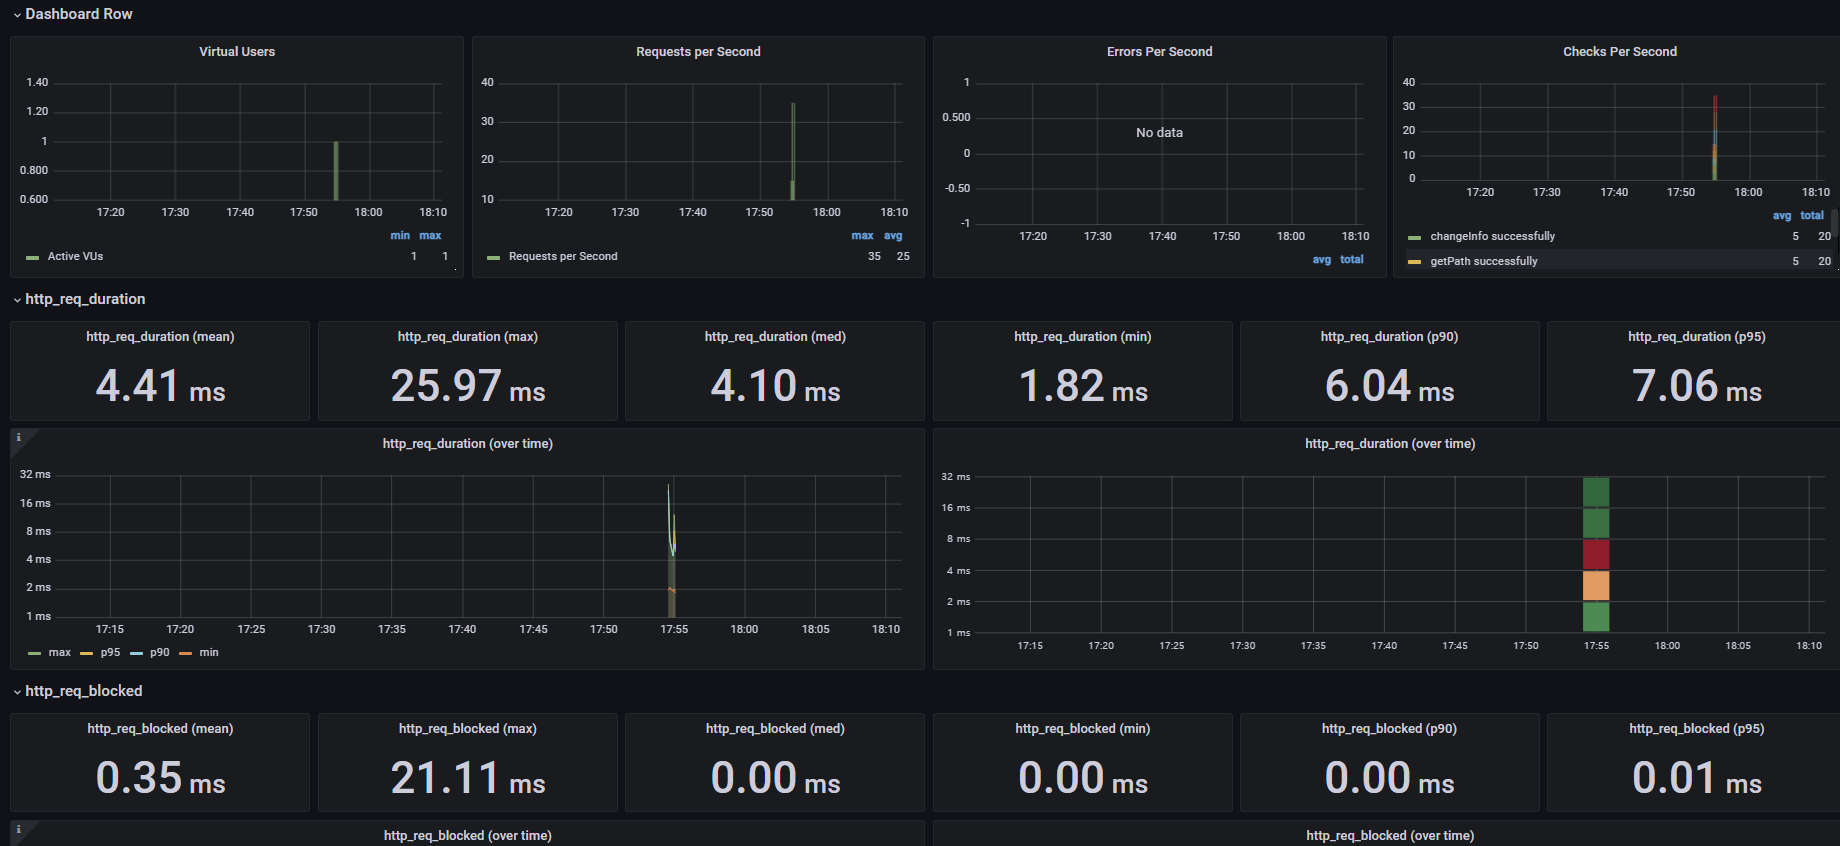 Dashboard Row
Virtual Users
1.40
1.20
1
0.800
0.600
17:20 17:30 17:40 17:50 18:00 18:10
min max
Active VUs 1 1
Requests per Second
40
30
20
10
17:20 17:30 17:40 17:50 18:00 18:10
max avg
Requests per Second 35 25
Errors Per Second
1
0.500
0
-0.50
-1
No data
17:20 17:30 17:40 17:50 18:00 18:10
avg total
Checks Per Second
40
30
20
10
0
17:20 17:30 17:40 17:50 18:00 18:10
avg total
changeInfo successfully 5 20
getPath successfully 5 20
http_req_duration
http_req_duration (mean)
4.41 ms
http_req_duration (max)
25.97 ms
http_req_duration (med)
4.10 ms
http_req_duration (min)
1.82 ms
http_req_duration (p90)
6.04 ms
http_req_duration (p95)
7.06 ms
i
http_req_duration (over time)
32 ms
16 ms
8 ms
4 ms
2 ms
1 ms
17:15 17:20 17:25 17:30 17:35 17:40 17:45 17:50 17:55 18:00 18:05 18:10
max p95 p90 min
http_req_duration (over time)
32 ms
16 ms
8 ms
4 ms
2 ms
1 ms
17:15 17:20 17:25 17:30 17:35 17:40 17:45 17:50 17:55 18:00 18:05 18:10
http_req_blocked
http_req_blocked (mean)
0.35 ms
http_req_blocked (max)
21.11 ms
http_req_blocked (med)
0.00 ms
http_req_blocked (min)
0.00 ms
http_req_blocked (p90)
0.00 ms
http_req_blocked (p95)
0.01 ms
i
http_req_blocked (over time)
http_req_blocked (over time)